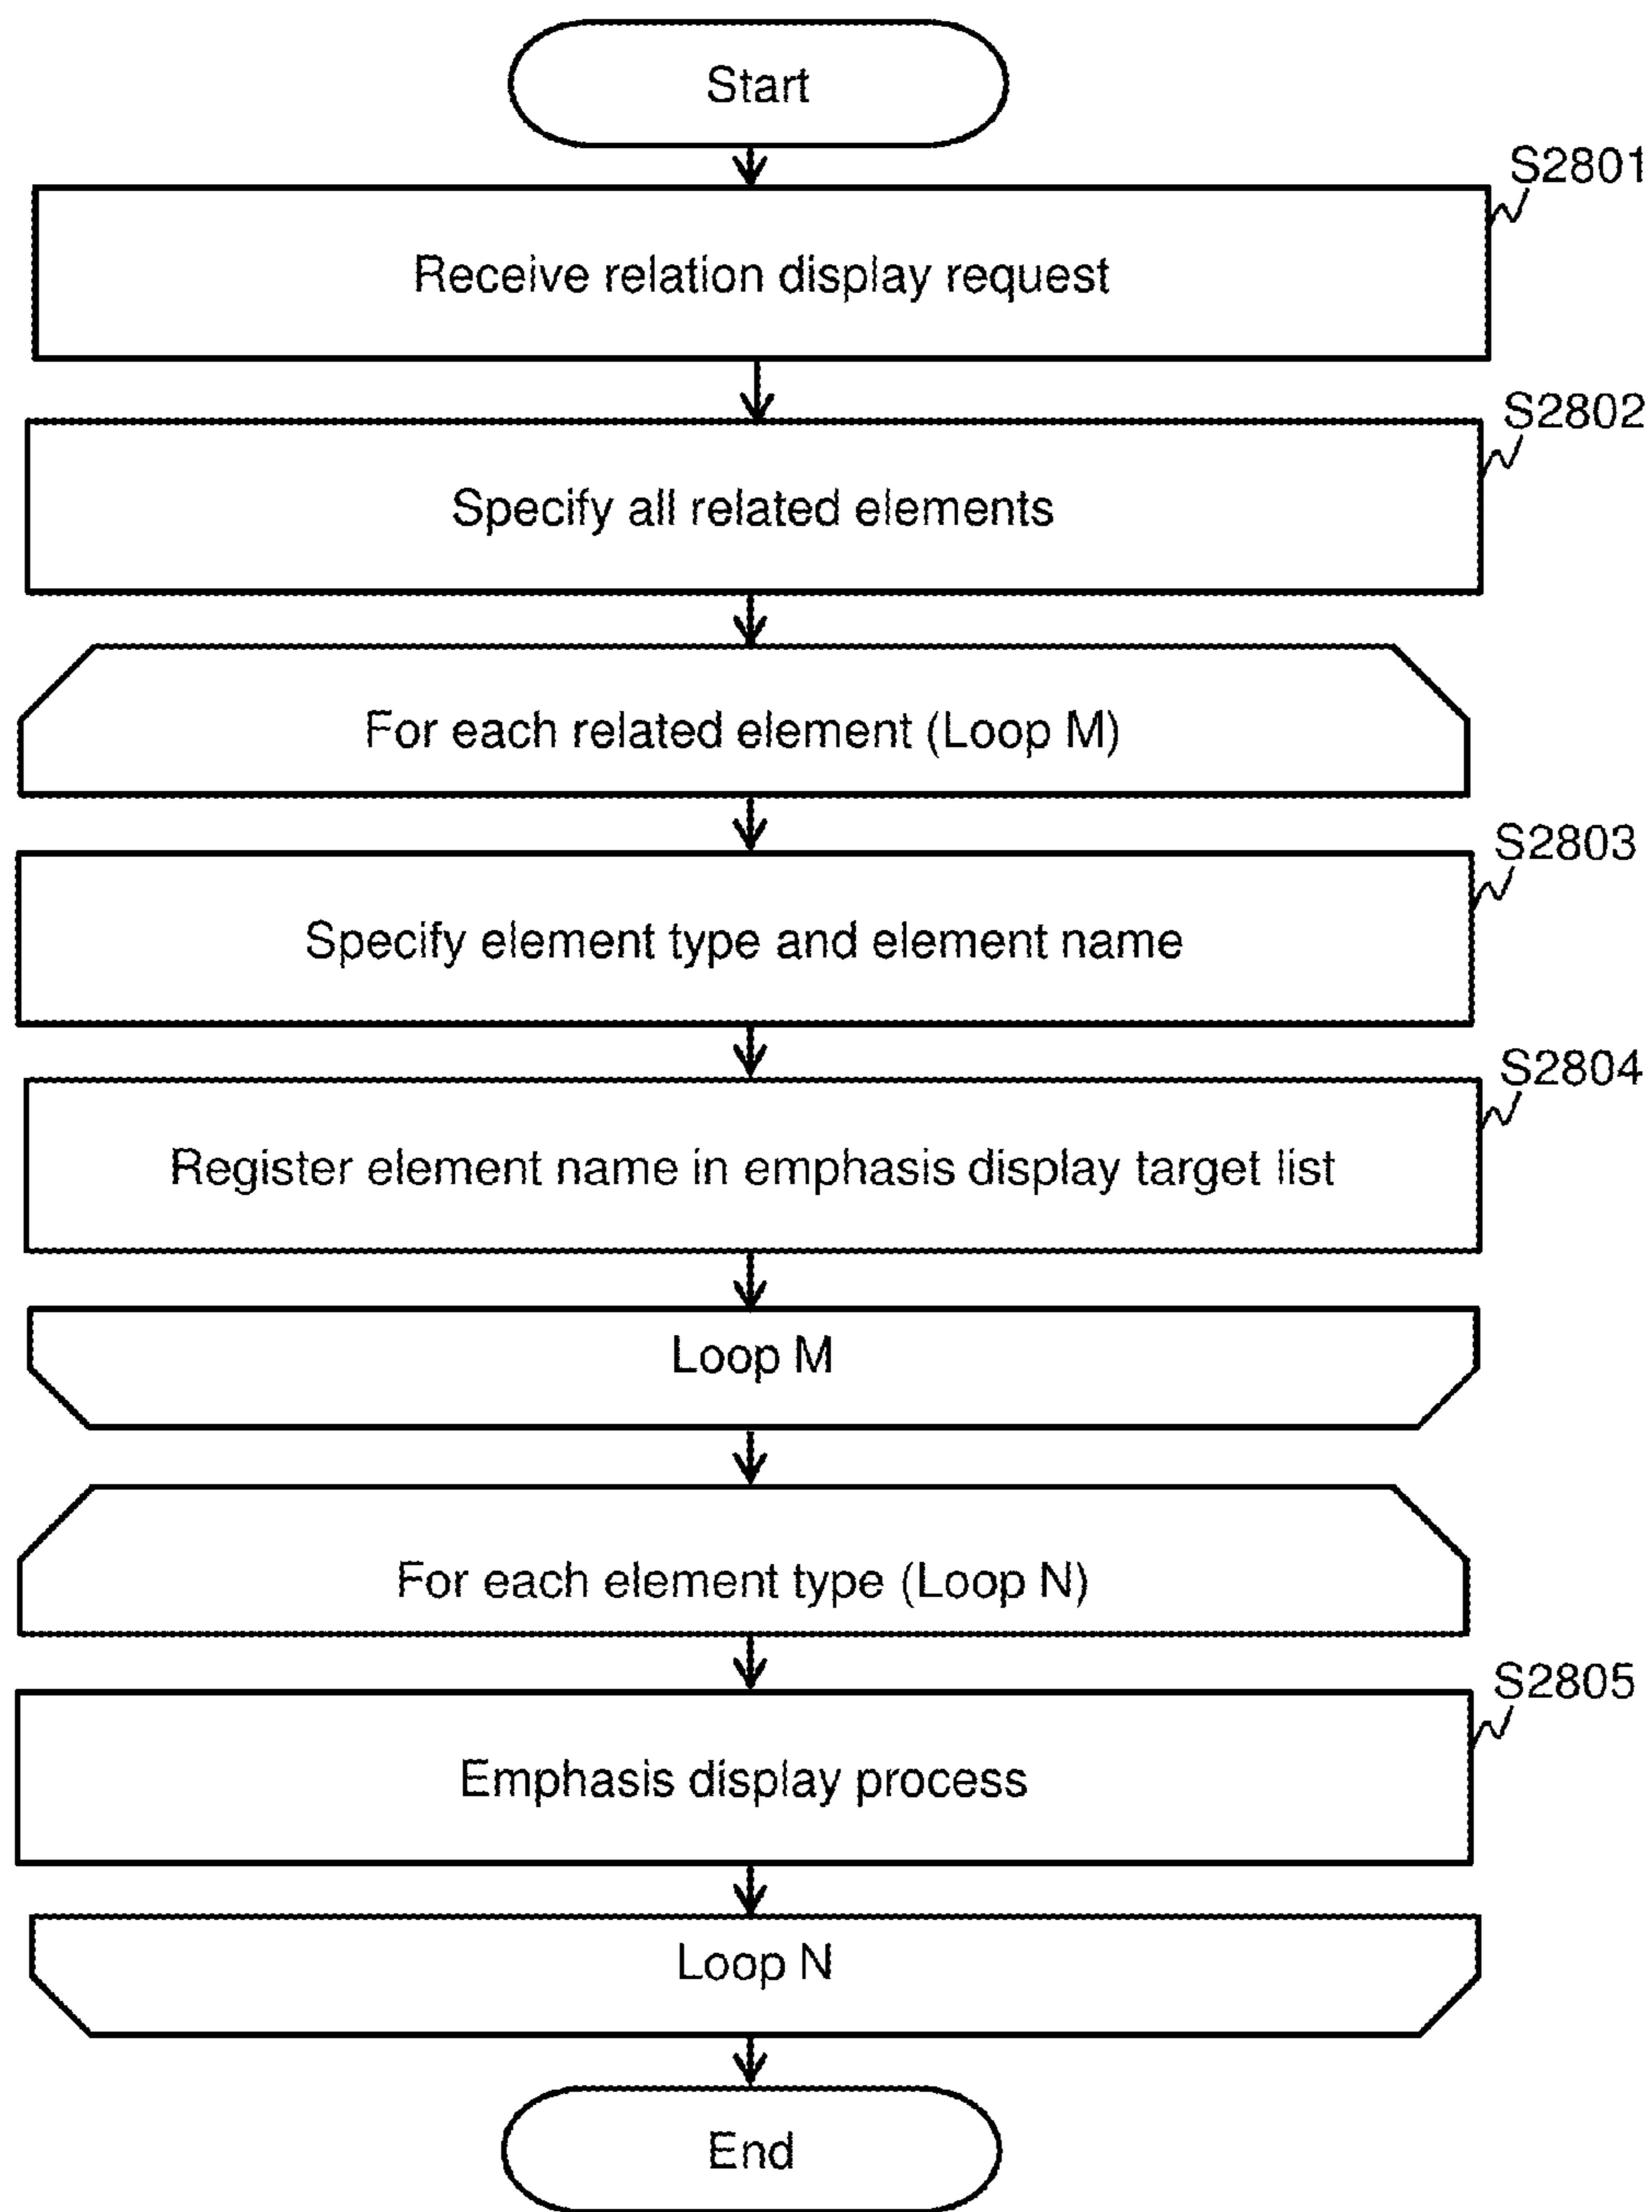 Start
S2801
Receive relation display request
S2802
Specify all related elements
For each related element (Loop M)
S2803
Specify element type and element name
S2804
Register element name in emphasis display target list
Loop M
For each element type (Loop N)
S2805
Emphasis display process
Loop N
End